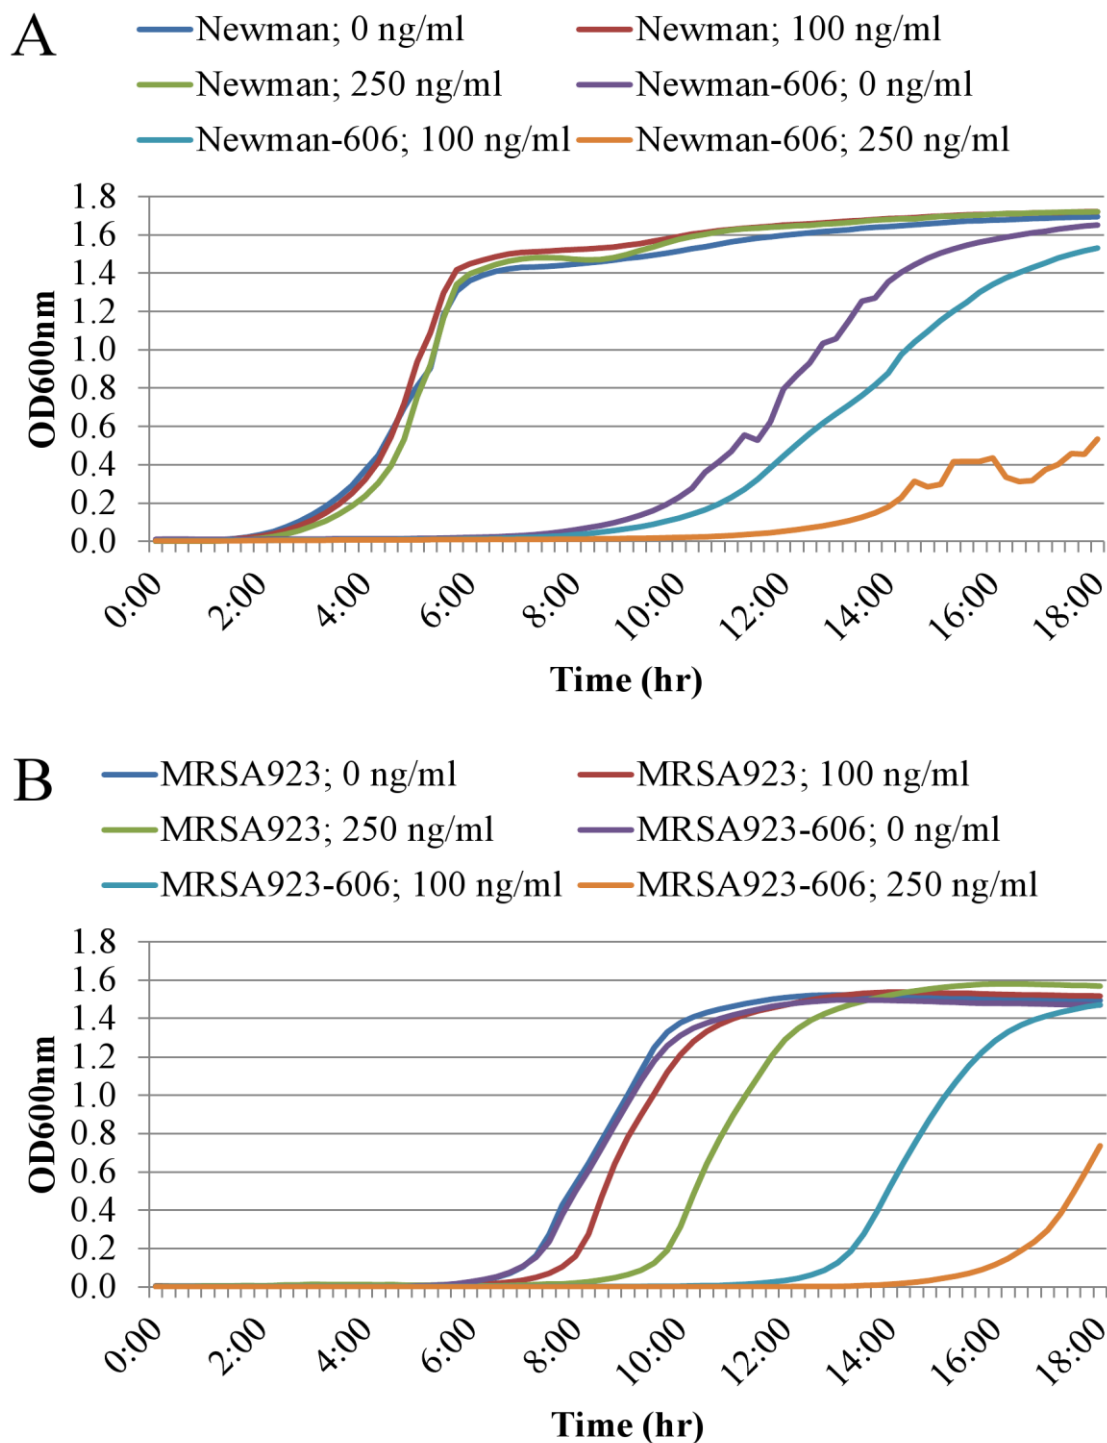 A
Newman; 0 ng/ml Newman; 100 ng/ml
Newman; 250 ng/ml Newman-606; 0 ng/ml
Newman-606; 100 ng/ml Newman-606; 250 ng/ml
1.8
1.6
1.4
1.2
1.0
0.8
0.6
0.4
0.2
0.0
OD600nm
0:00 2:00 4:00 6:00 8:00 10:00 12:00 14:00 16:00 18:00
Time (hr)
B
MRSA923; 0 ng/ml MRSA923; 100 ng/ml
MRSA923; 250 ng/ml MRSA923-606; 0 ng/ml
MRSA923-606; 100 ng/ml MRSA923-606; 250 ng/ml
1.8
1.6
1.4
1.2
1.0
0.8
0.6
0.4
0.2
0.0
OD600nm
0:00 2:00 4:00 6:00 8:00 10:00 12:00 14:00 16:00 18:00
Time (hr)